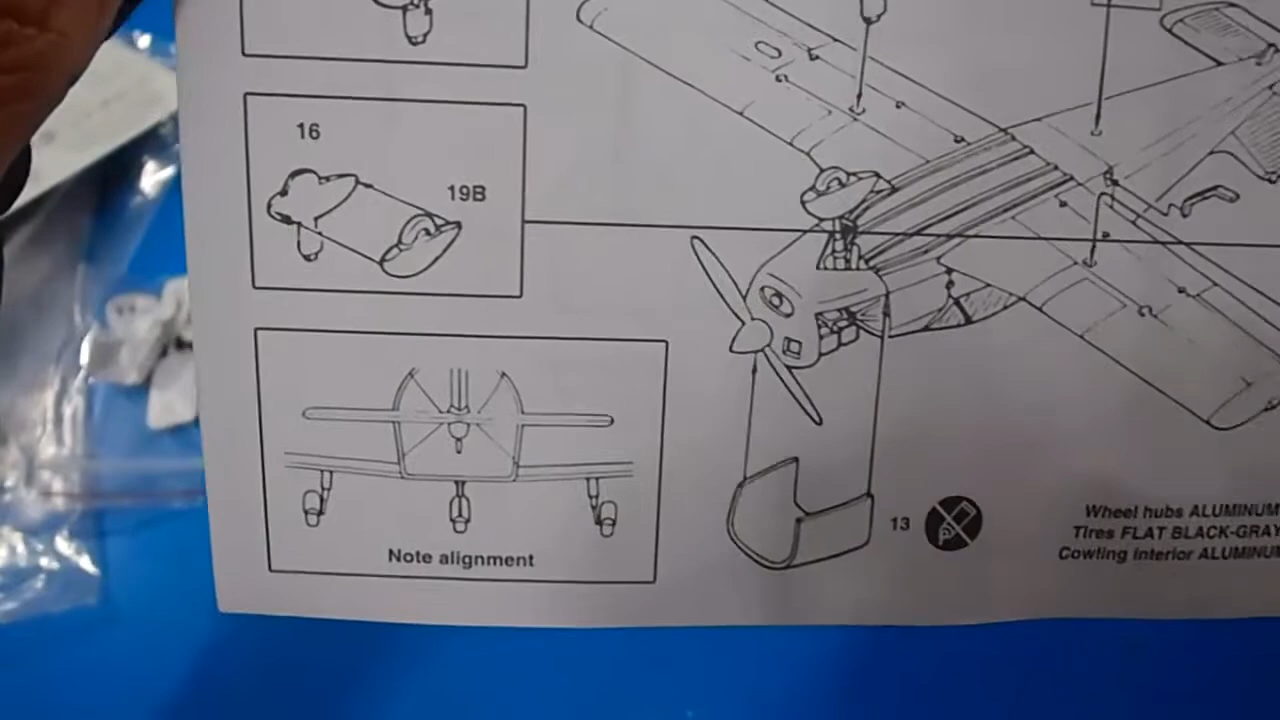 16
19B
Note alignment
13
Wheel hubs ALUMINUM
Tires FLAT BLACK-GRAY
Cowling interior ALUMINUM